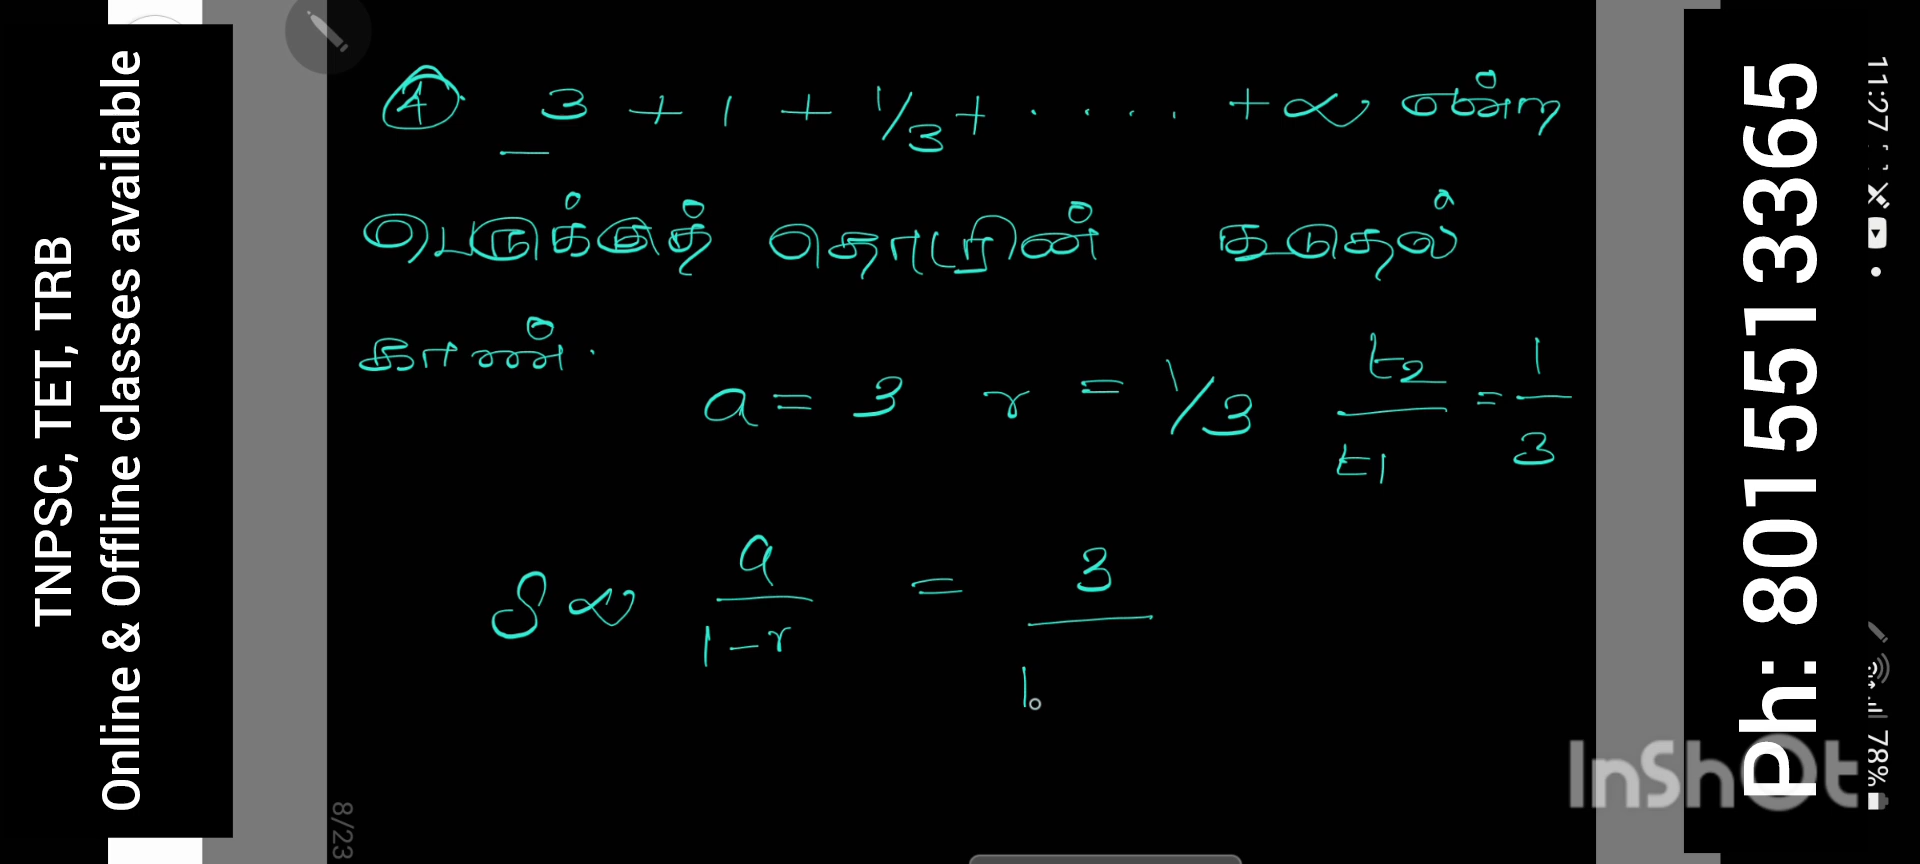 TNPSC, TET, TRB
Online & Offline classes available
④ 3 + 1 + 1/3 + ..... + ∞ என்ற
பெருக்குத் தொடரின் கூடுதல்
காண்.
a = 3 r = 1/3 t2/t1 = 1/3
S∞ a/1-r = 3/1
8/23
Ph: 8015513365
11:27
78%
InShOt